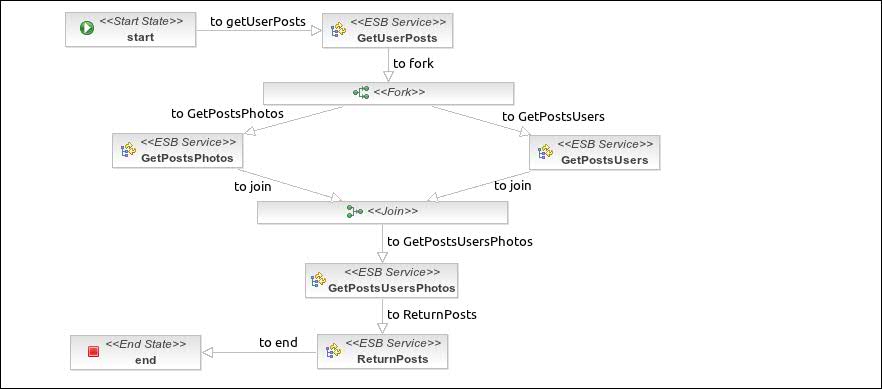 <<Start State>>
start
to getUserPosts
<<ESB Service>>
GetUserPosts
to fork
<<Fork>>
to GetPostsPhotos
to GetPostsUsers
<<ESB Service>>
GetPostsPhotos
<<ESB Service>>
GetPostsUsers
to join
to join
<<Join>>
to GetPostsUsersPhotos
<<ESB Service>>
GetPostsUsersPhotos
to ReturnPosts
<<End State>>
end
to end
<<ESB Service>>
ReturnPosts